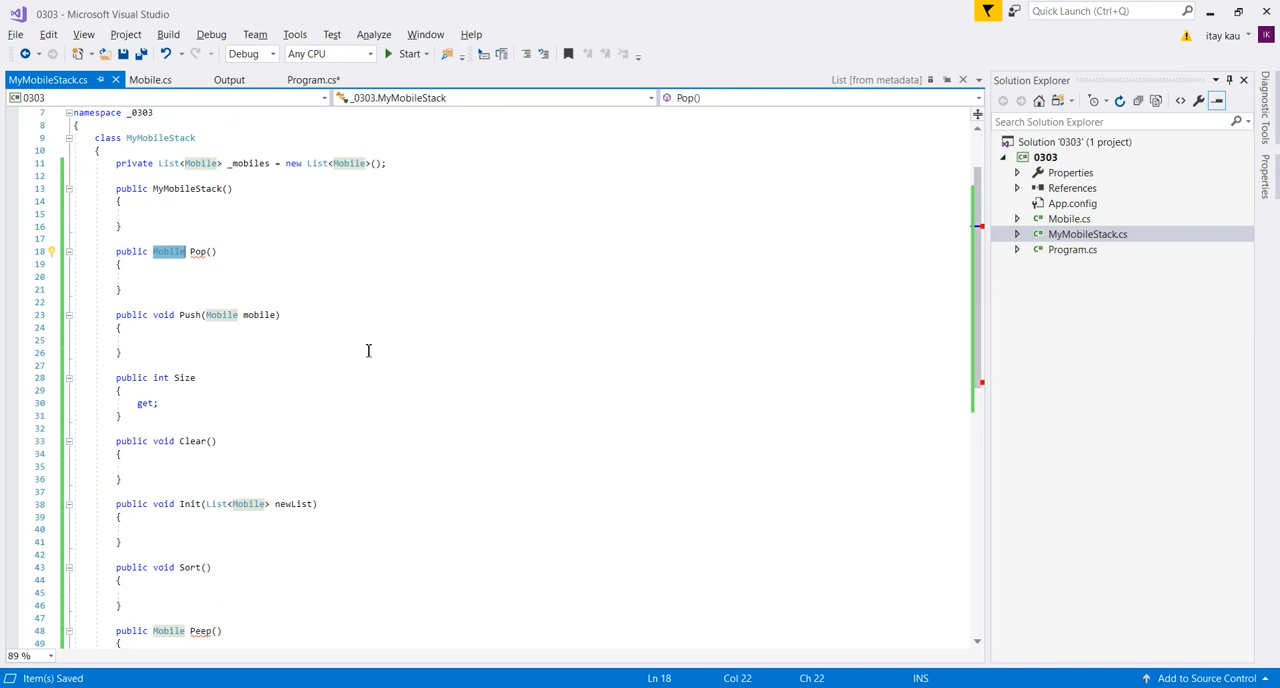 0303 - Microsoft Visual Studio
Quick Launch (Ctrl+Q)
File Edit View Project Build Debug Team Tools Test Analyze Window Help
itay kau IK
Debug Any CPU Start
MyMobileStack.cs Mobile.cs Output Program.cs* List [from metadata]
0303 _0303.MyMobileStack Pop()
7 namespace _0303
8 {
9 class MyMobileStack
10 {
11 private List<Mobile> _mobiles = new List<Mobile>();
12
13 public MyMobileStack()
14 {
15
16 }
17
18 public Mobile Pop()
19 {
20
21 }
22
23 public void Push(Mobile mobile)
24 {
25
26 }
27
28 public int Size
29 {
30 get;
31 }
32
33 public void Clear()
34 {
35
36 }
37
38 public void Init(List<Mobile> newList)
39 {
40
41 }
42
43 public void Sort()
44 {
45
46 }
47
48 public Mobile Peep()
49 {
89 %
Solution Explorer
Search Solution Explorer
Solution '0303' (1 project)
0303
Properties
References
App.config
Mobile.cs
MyMobileStack.cs
Program.cs
Diagnostic Tools
Properties
Item(s) Saved Ln 18 Col 22 Ch 22 INS Add to Source Control